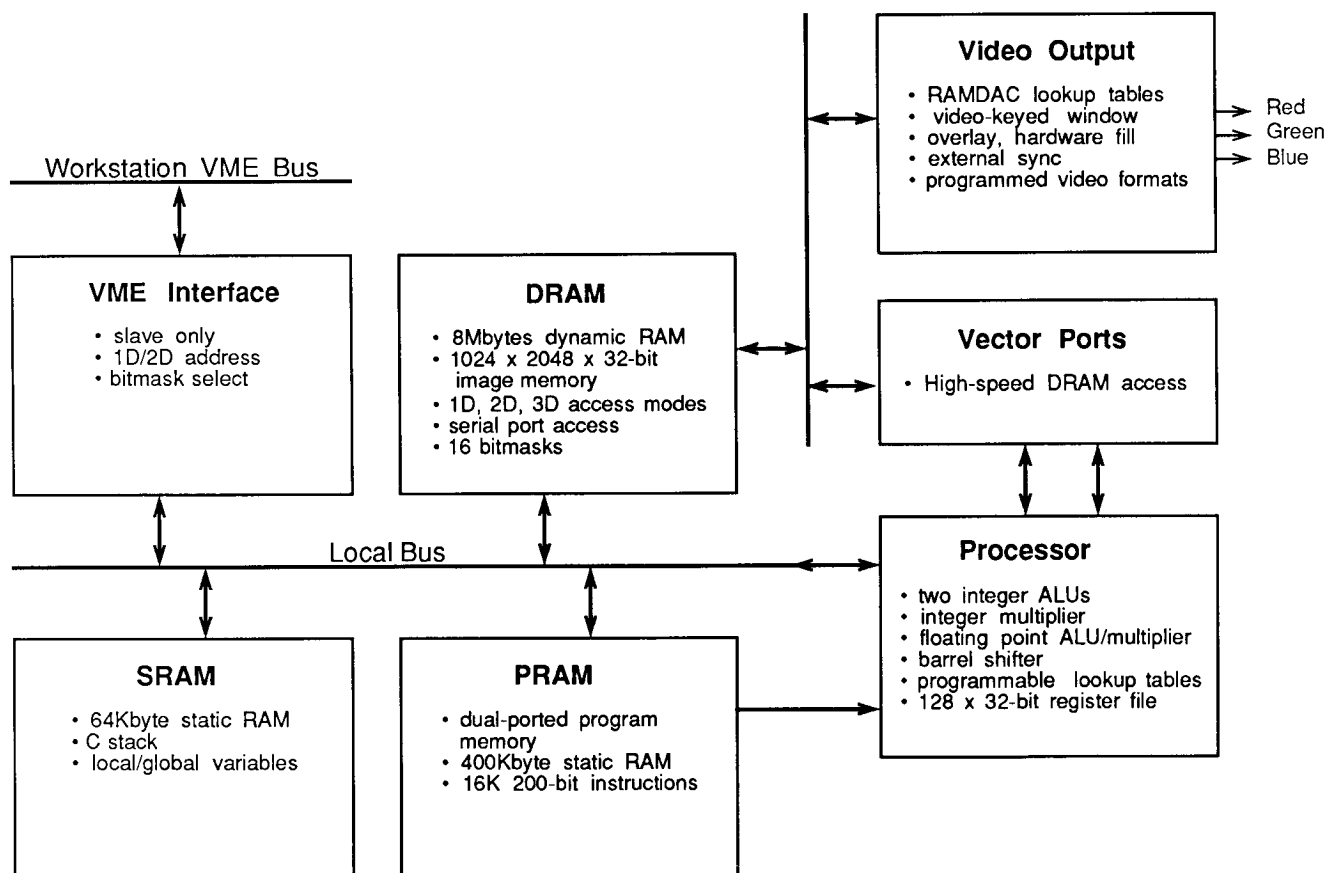 Video Output
• RAMDAC lookup tables
• video-keyed window
• overlay, hardware fill
• external sync
• programmed video formats
Red
Green
Blue
Workstation VME Bus
VME Interface
• slave only
• 1D/2D address
• bitmask select
DRAM
• 8Mbytes dynamic RAM
• 1024 x 2048 x 32-bit
image memory
• 1D, 2D, 3D access modes
• serial port access
• 16 bitmasks
Vector Ports
• High-speed DRAM access
Local Bus
Processor
• two integer ALUs
• integer multiplier
• floating point ALU/multiplier
• barrel shifter
• programmable lookup tables
• 128 x 32-bit register file
SRAM
• 64Kbyte static RAM
• C stack
• local/global variables
PRAM
• dual-ported program
memory
• 400Kbyte static RAM
• 16K 200-bit instructions